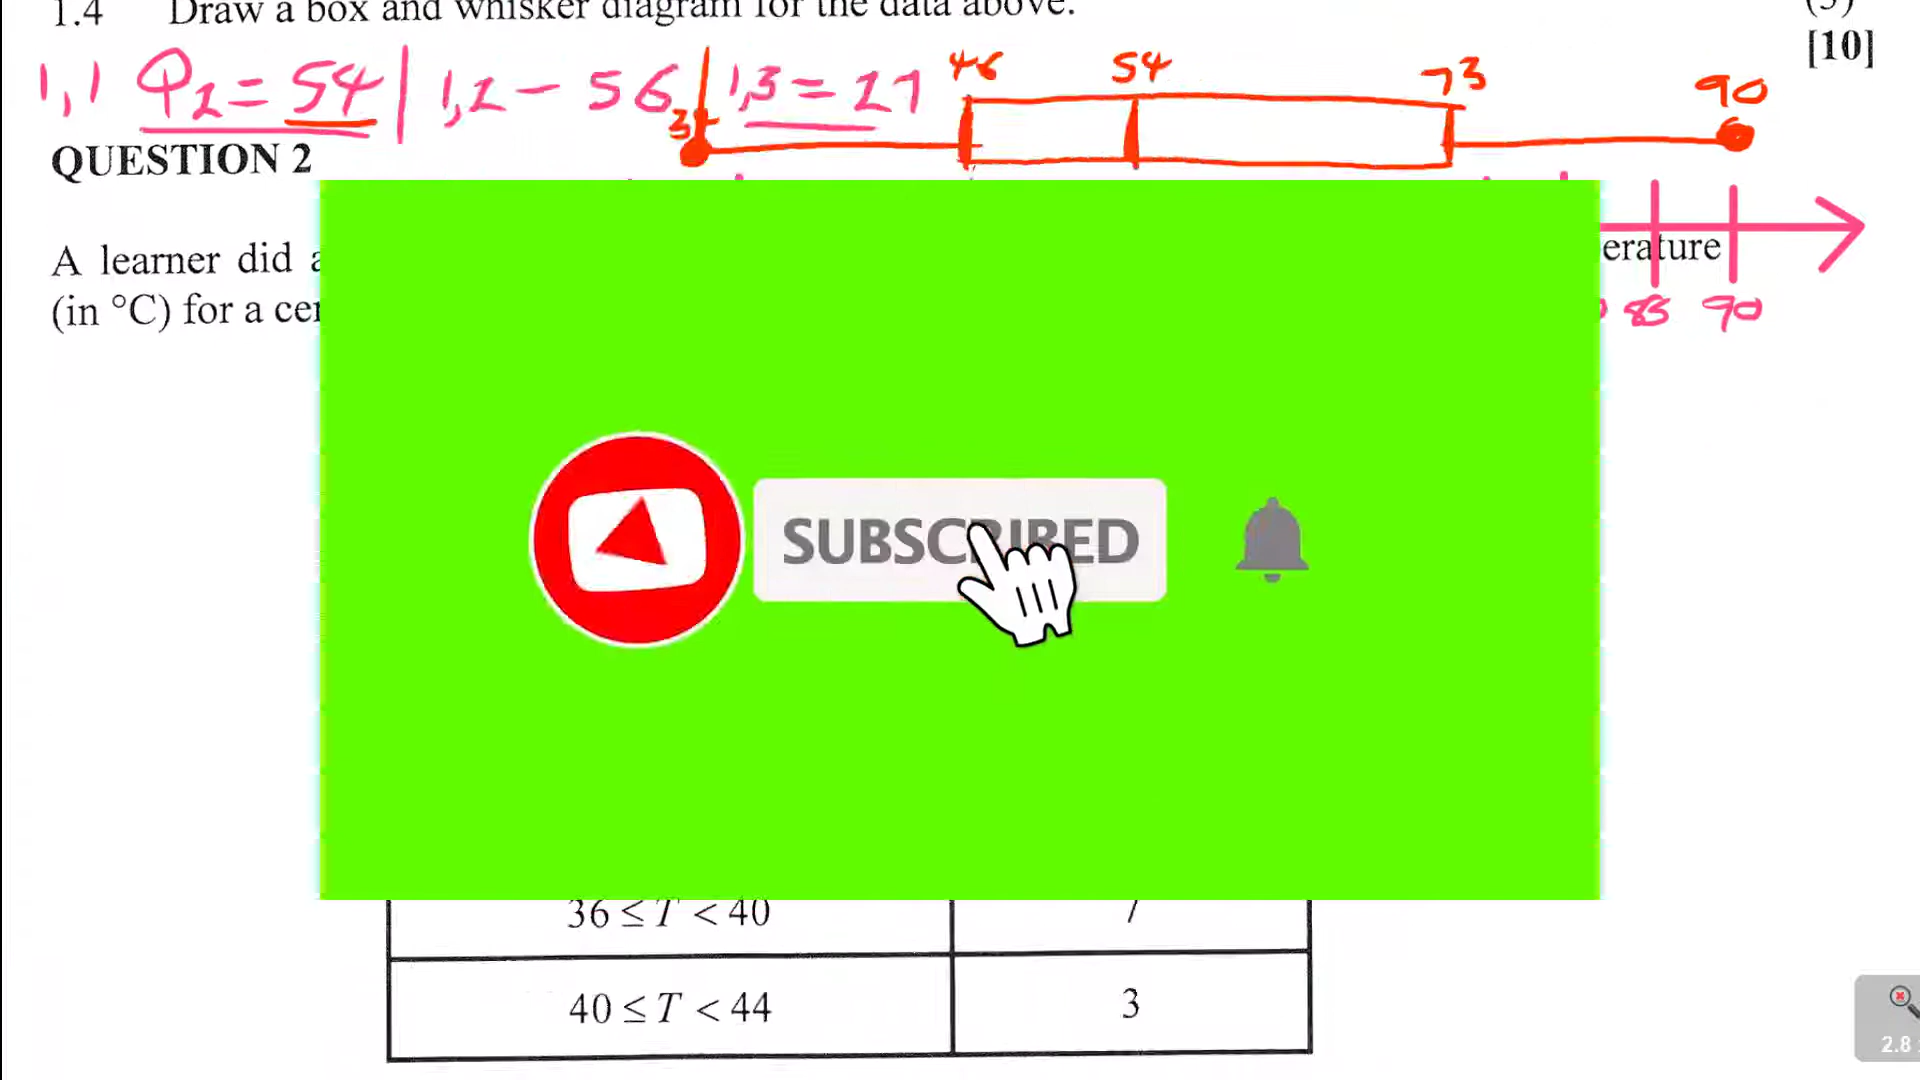 1.4 Draw a box and whisker diagram for the data above.
[10]
1,1 Q2 = 54 | 1,2 - 56 | 1,3 = 27
46 54 73 90
QUESTION 2
A learner did a erature
(in °C) for a cer
85 90
SUBSCRIBED
36 ≤ T < 40 7
40 ≤ T < 44 3
2.8